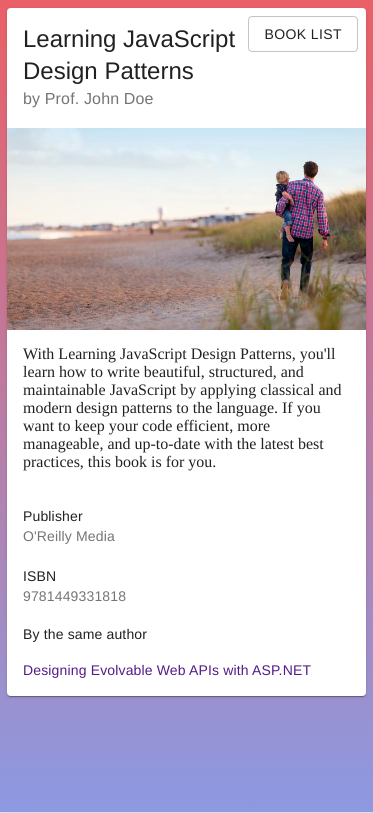 Learning JavaScript
Design Patterns
BOOK LIST
by Prof. John Doe
With Learning JavaScript Design Patterns, you'll
learn how to write beautiful, structured, and
maintainable JavaScript by applying classical and
modern design patterns to the language. If you
want to keep your code efficient, more
manageable, and up-to-date with the latest best
practices, this book is for you.
Publisher
O'Reilly Media
ISBN
9781449331818
By the same author
Designing Evolvable Web APIs with ASP.NET